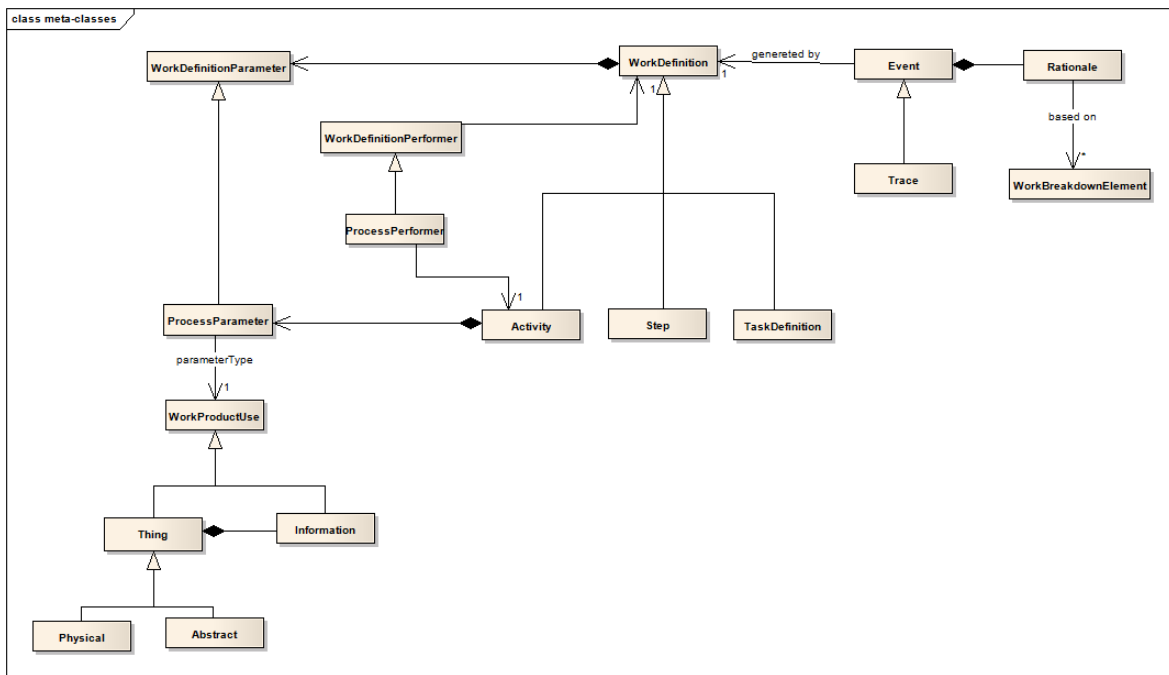 class meta-classes
WorkDefinitionParameter
WorkDefinition
genereted by
Event
Rationale
1
1
based on
WorkDefinitionPerformer
*
Trace
WorkBreakdownElement
ProcessPerformer
1
ProcessParameter
Activity
Step
TaskDefinition
parameterType
1
WorkProductUse
Thing
Information
Physical
Abstract